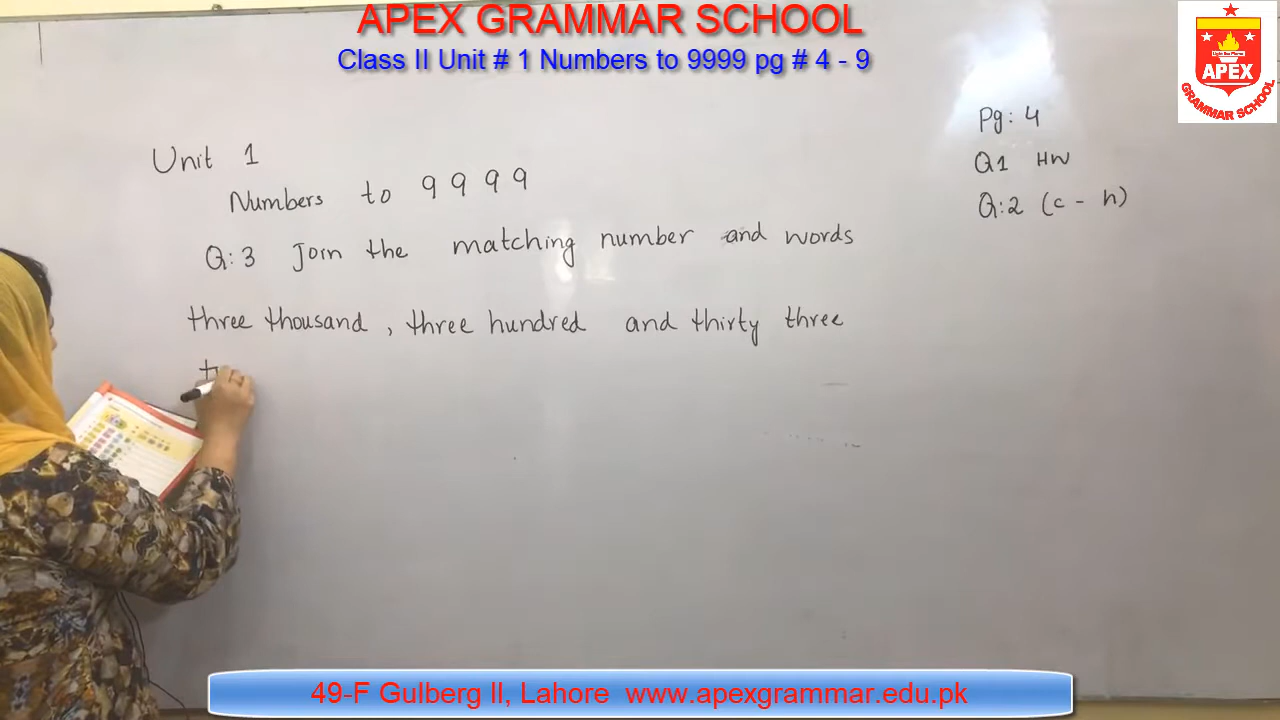 APEX GRAMMAR SCHOOL
Class II Unit # 1 Numbers to 9999 pg # 4 - 9
APEX
GRAMMAR SCHOOL
Pg: 4
Q1 HW
Q:2 (c - h)
Unit 1
Numbers to 9999
Q:3 Join the matching number and words
three thousand, three hundred and thirty three
49-F Gulberg II, Lahore www.apexgrammar.edu.pk